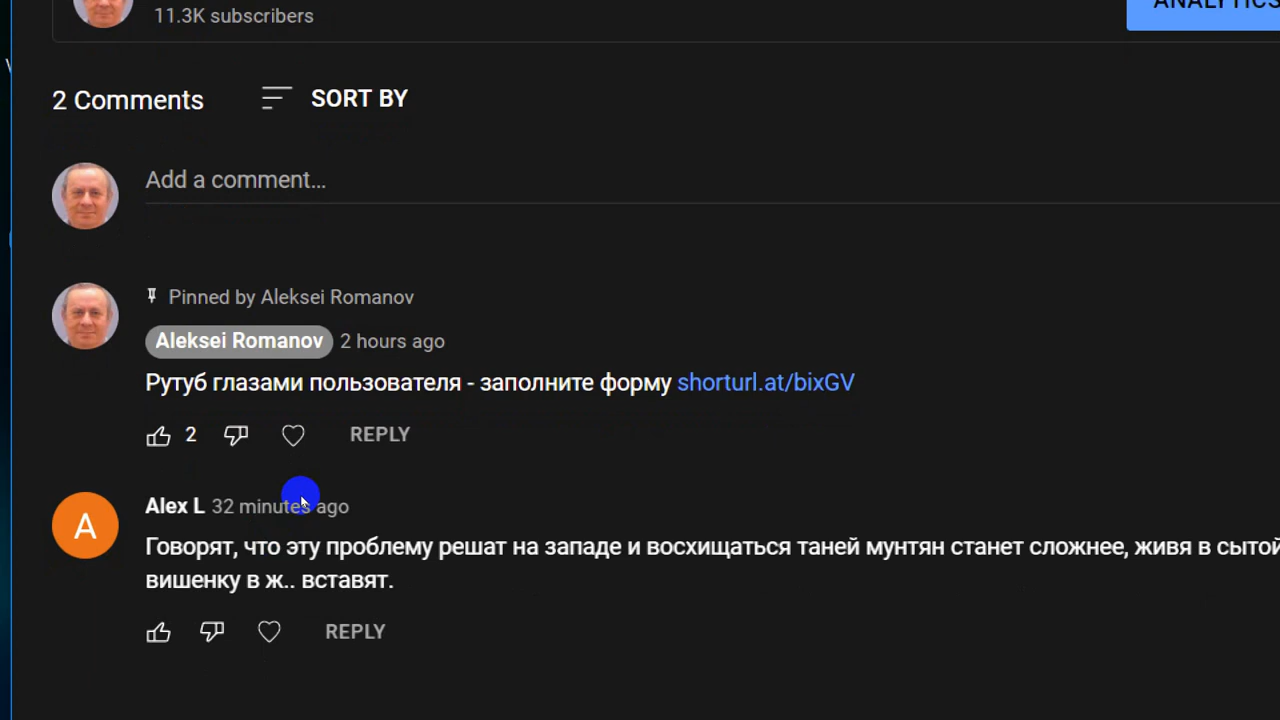 11.3K subscribers
ANALYTICS
2 Comments
SORT BY
Add a comment...
Pinned by Aleksei Romanov
Aleksei Romanov 2 hours ago
Рутуб глазами пользователя - заполните форму shorturl.at/bixGV
2
REPLY
A
Alex L 32 minutes ago
Говорят, что эту проблему решат на западе и восхищаться таней мунтян станет сложнее, живя в сытой
вишенку в ж.. вставят.
REPLY